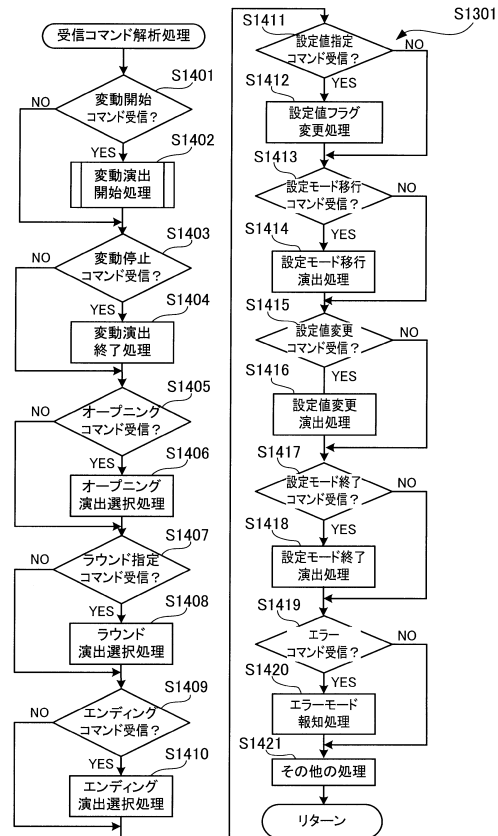 受信コマンド解析処理
S1401
変動開始
コマンド受信？
NO
YES
S1402
変動演出
開始処理
S1403
変動停止
コマンド受信？
NO
YES
S1404
変動演出
終了処理
S1405
オープニング
コマンド受信？
NO
YES
S1406
オープニング
演出選択処理
S1407
ラウンド指定
コマンド受信？
NO
YES
S1408
ラウンド
演出選択処理
S1409
エンディング
コマンド受信？
NO
YES
S1410
エンディング
演出選択処理
S1301
S1411
設定値指定
コマンド受信？
NO
YES
S1412
設定値フラグ
変更処理
S1413
設定モード移行
コマンド受信？
NO
YES
S1414
設定モード移行
演出処理
S1415
設定値変更
コマンド受信？
NO
YES
S1416
設定値変更
演出処理
S1417
設定モード終了
コマンド受信？
NO
YES
S1418
設定モード終了
演出処理
S1419
エラー
コマンド受信？
NO
YES
S1420
エラーモード
報知処理
S1421
その他の処理
リターン